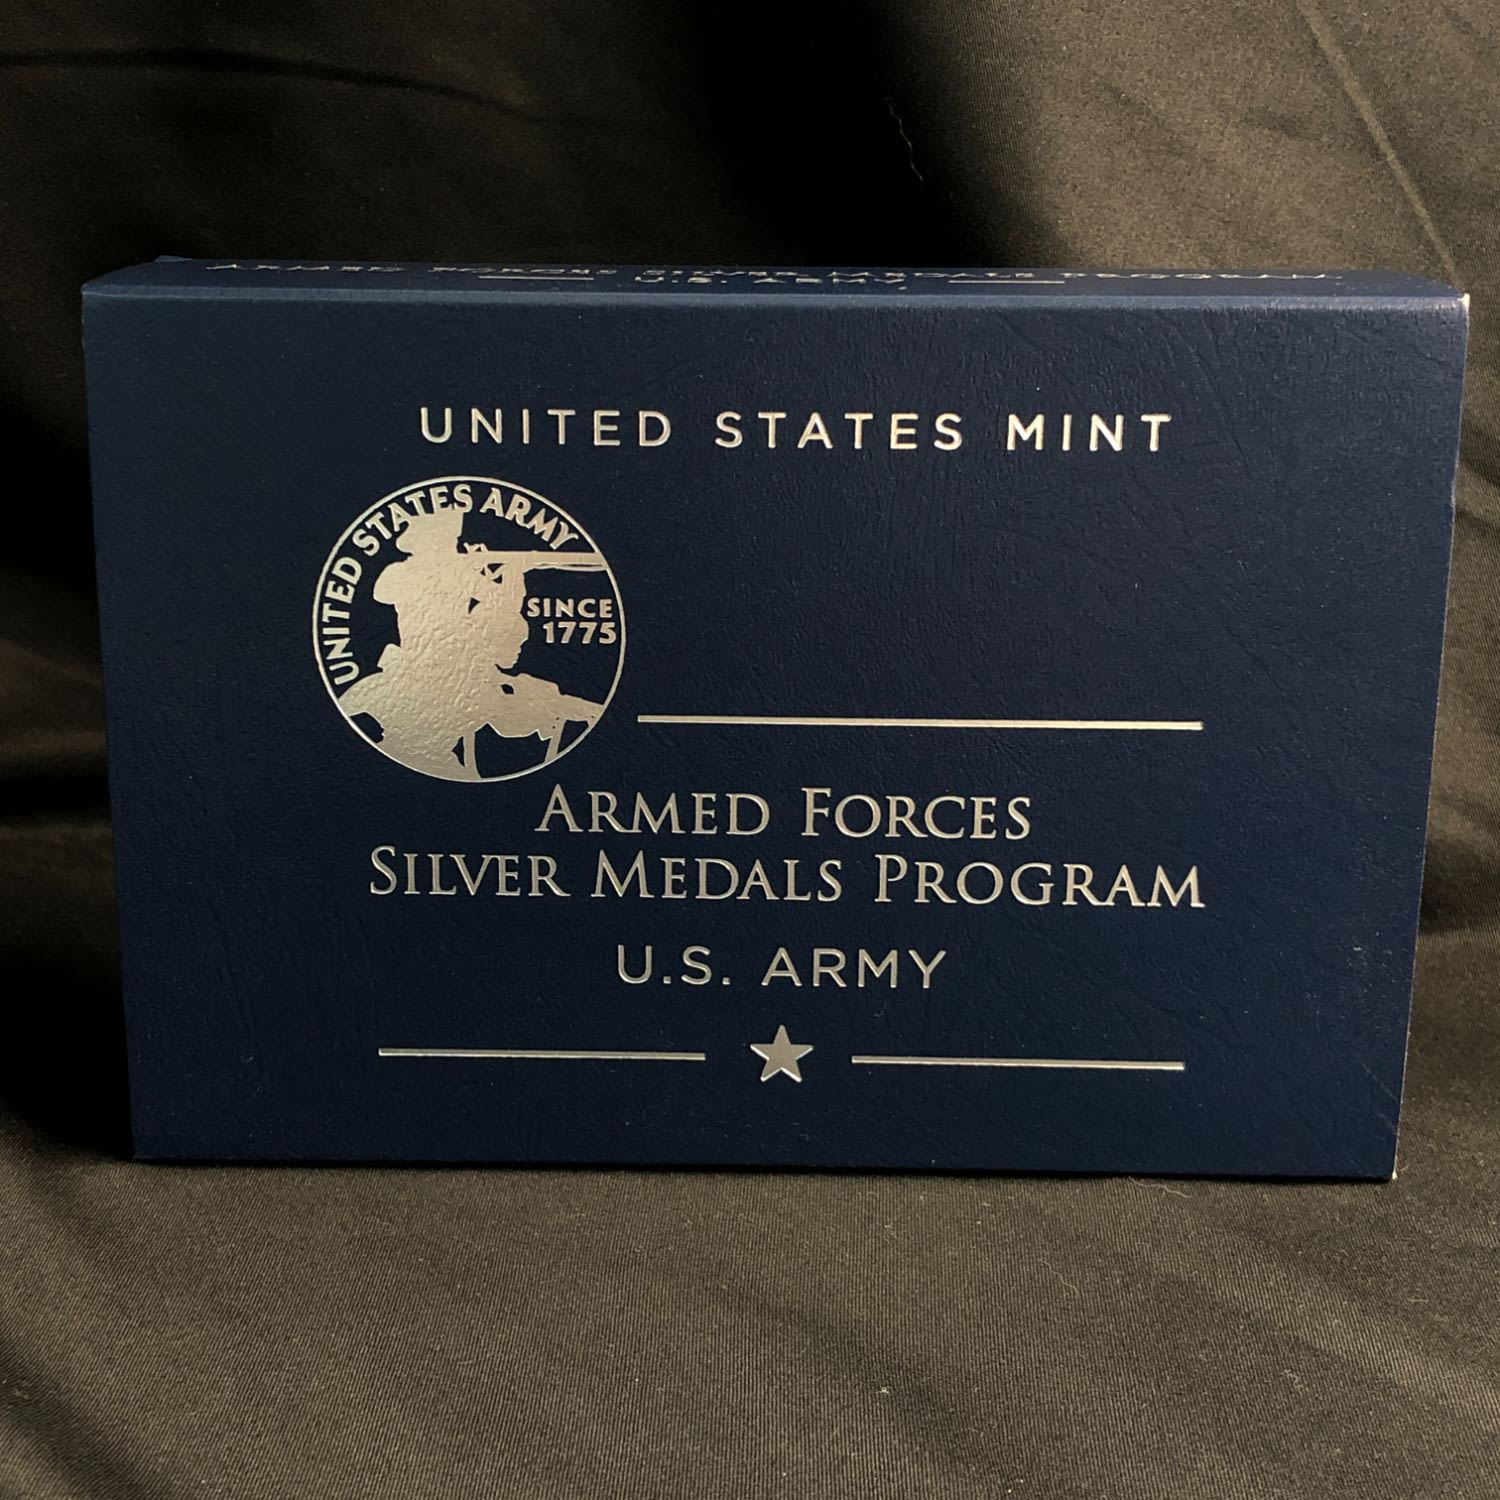 ARMED FORCES SILVER MEDALS PROGRAM
U.S. ARMY
UNITED STATES MINT
UNITED STATES ARMY
SINCE
1775
ARMED FORCES
SILVER MEDALS PROGRAM
U.S. ARMY